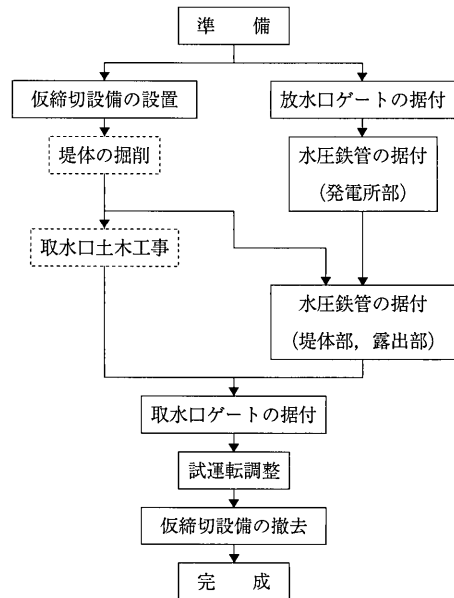 準　備
仮締切設備の設置
放水口ゲートの据付
堤体の掘削
水圧鉄管の据付
(発電所部)
取水口土木工事
水圧鉄管の据付
(堤体部，露出部)
取水口ゲートの据付
試運転調整
仮締切設備の撤去
完　成